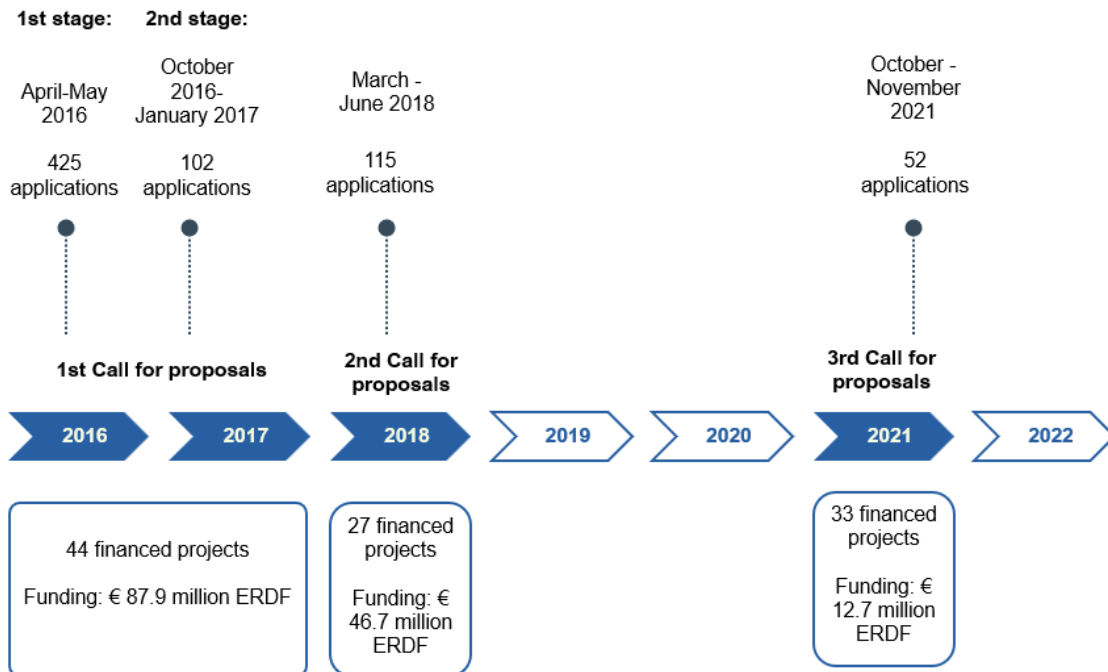 1st stage:
2nd stage:
April-May
2016
425
applications
October
2016-
January 2017
102
applications
March -
June 2018
115
applications
October -
November
2021
52
applications
1st Call for proposals
2nd Call for
proposals
3rd Call for
proposals
2016
2017
2018
2019
2020
2021
2022
44 financed projects
Funding: € 87.9 million ERDF
27 financed
projects
Funding: €
46.7 million
ERDF
33 financed
projects
Funding: €
12.7 million
ERDF